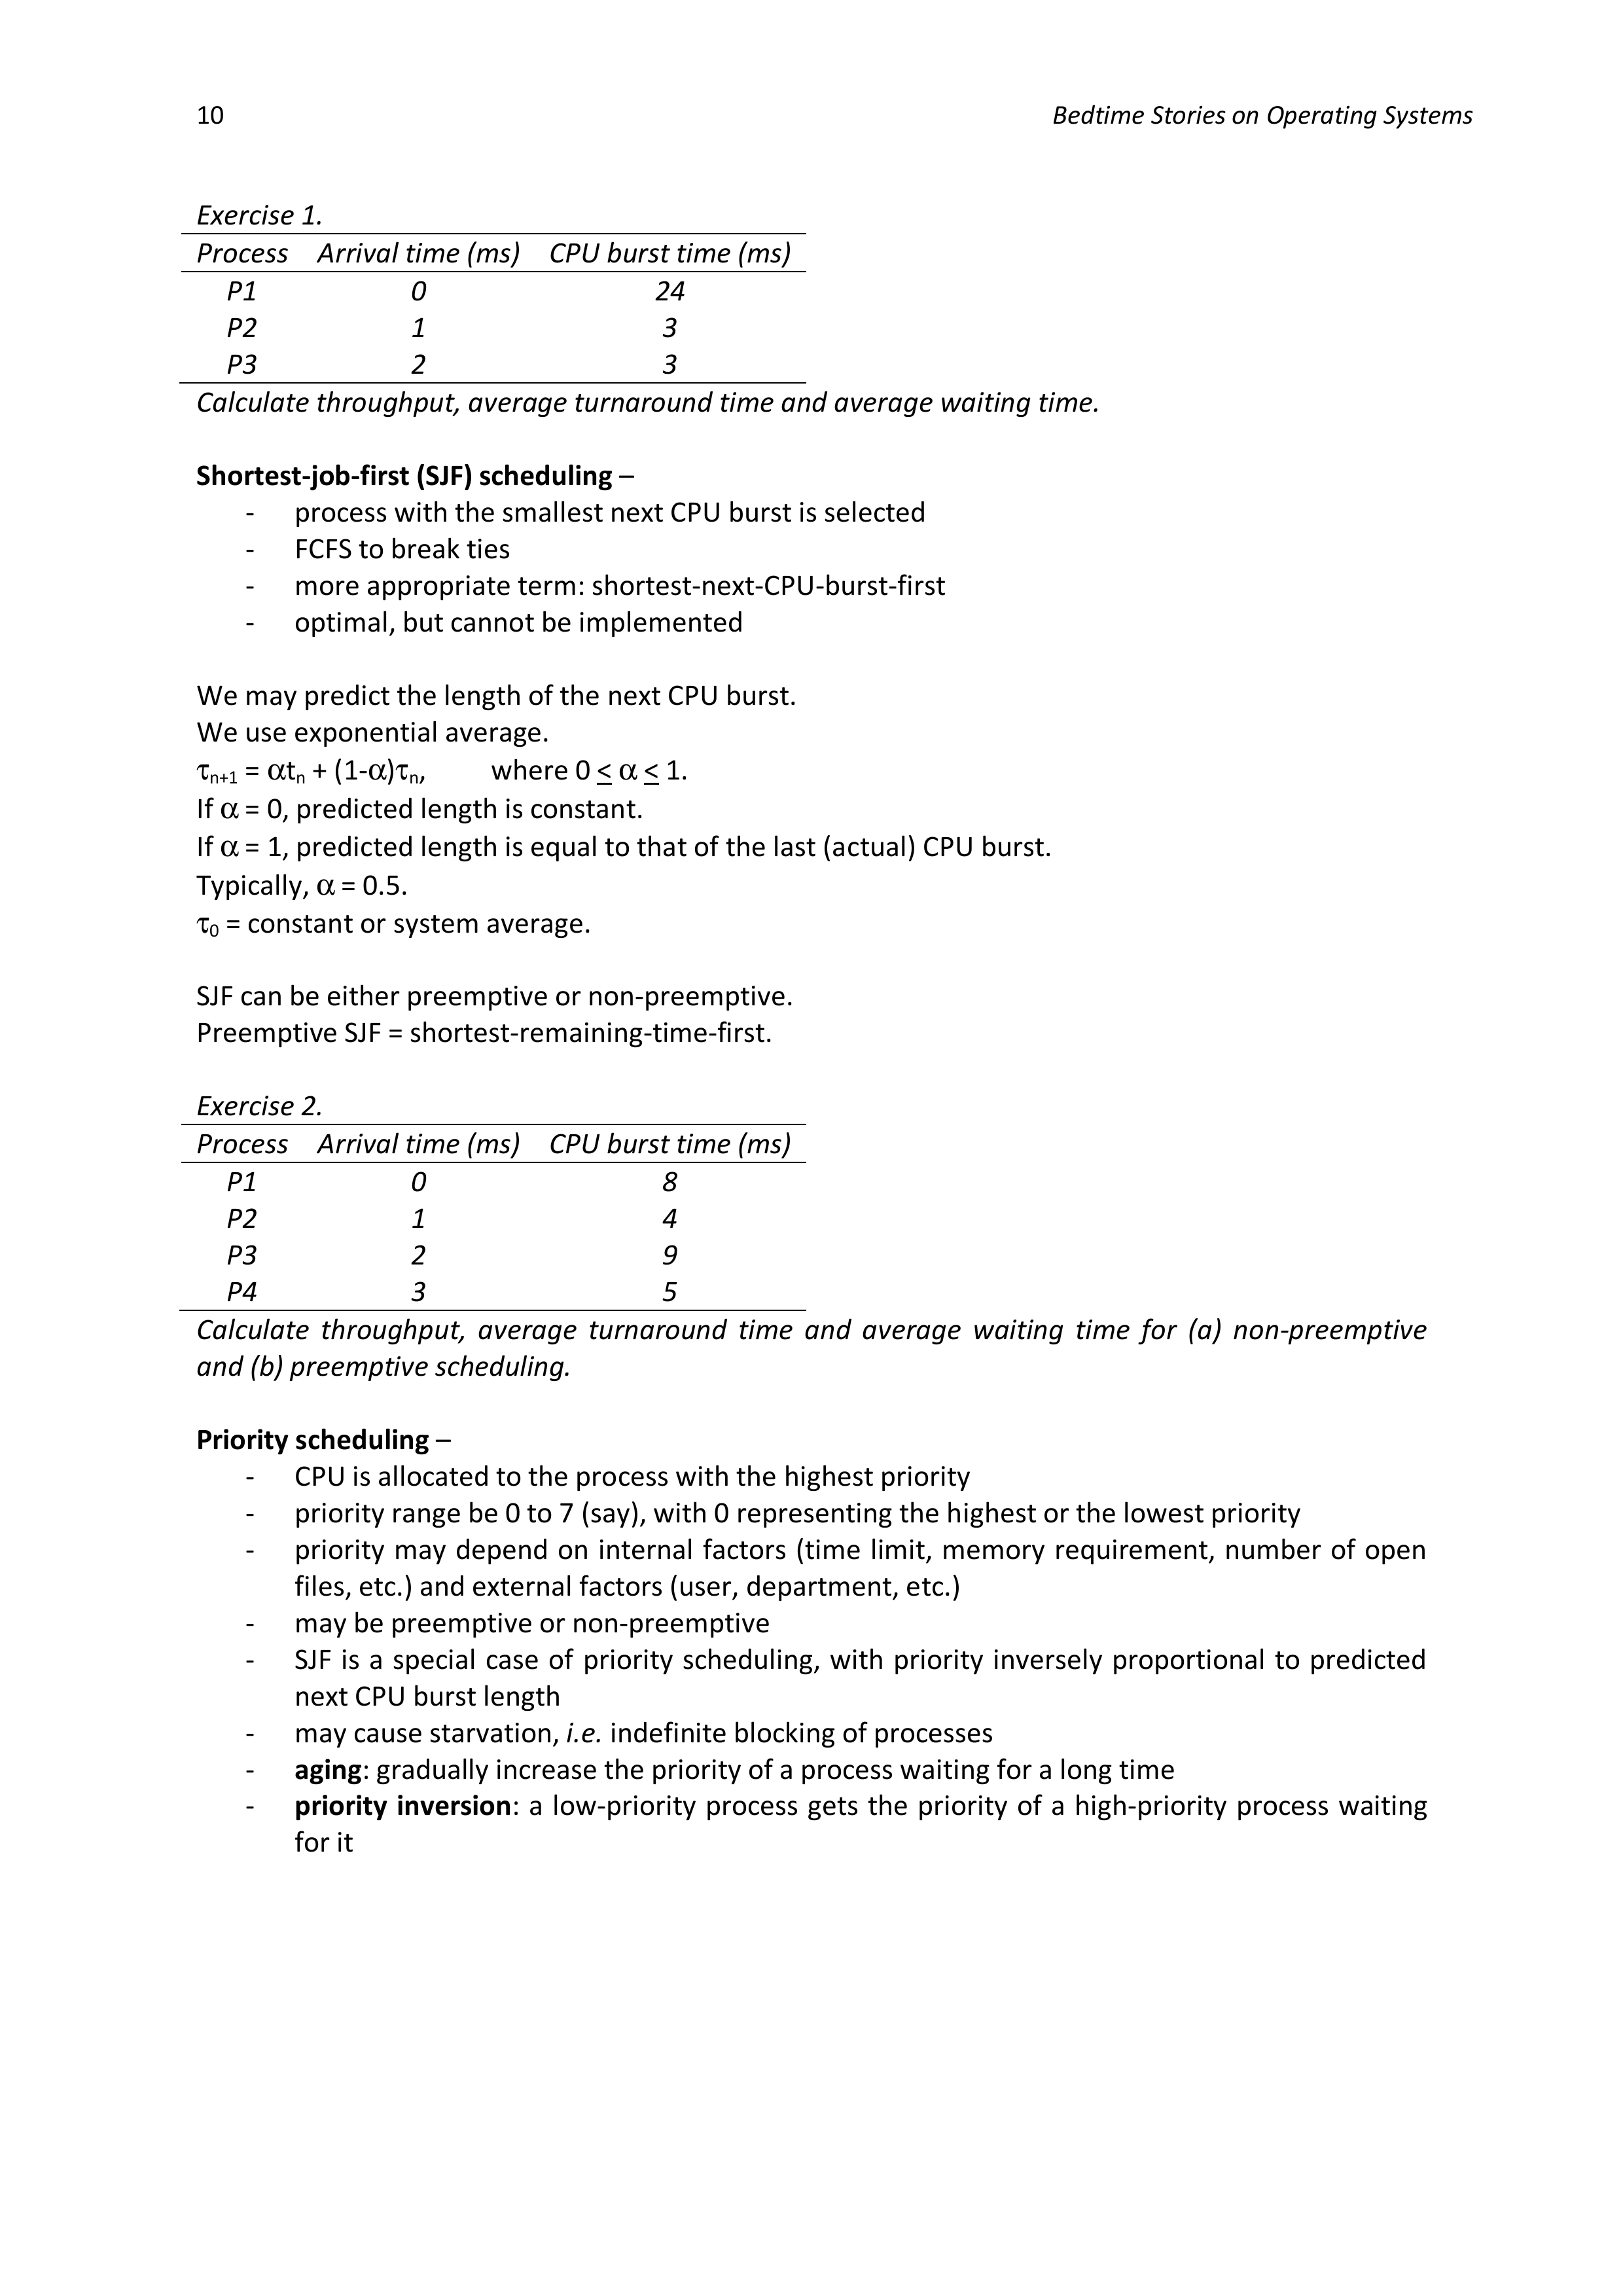 10 Bedtime Stories on Operating Systems
Exercise 1.
Process Arrival time (ms) CPU burst time (ms)
P1 0 24
P2 1 3
P3 2 3
Calculate throughput, average turnaround time and average waiting time.
Shortest-job-first (SJF) scheduling –
- process with the smallest next CPU burst is selected
- FCFS to break ties
- more appropriate term: shortest-next-CPU-burst-first
- optimal, but cannot be implemented
We may predict the length of the next CPU burst.
We use exponential average.
τn+1 = αtn + (1-α)τn, where 0 ≤ α ≤ 1.
If α = 0, predicted length is constant.
If α = 1, predicted length is equal to that of the last (actual) CPU burst.
Typically, α = 0.5.
τ0 = constant or system average.
SJF can be either preemptive or non-preemptive.
Preemptive SJF = shortest-remaining-time-first.
Exercise 2.
Process Arrival time (ms) CPU burst time (ms)
P1 0 8
P2 1 4
P3 2 9
P4 3 5
Calculate throughput, average turnaround time and average waiting time for (a) non-preemptive
and (b) preemptive scheduling.
Priority scheduling –
- CPU is allocated to the process with the highest priority
- priority range be 0 to 7 (say), with 0 representing the highest or the lowest priority
- priority may depend on internal factors (time limit, memory requirement, number of open
files, etc.) and external factors (user, department, etc.)
- may be preemptive or non-preemptive
- SJF is a special case of priority scheduling, with priority inversely proportional to predicted
next CPU burst length
- may cause starvation, i.e. indefinite blocking of processes
- aging: gradually increase the priority of a process waiting for a long time
- priority inversion: a low-priority process gets the priority of a high-priority process waiting
for it